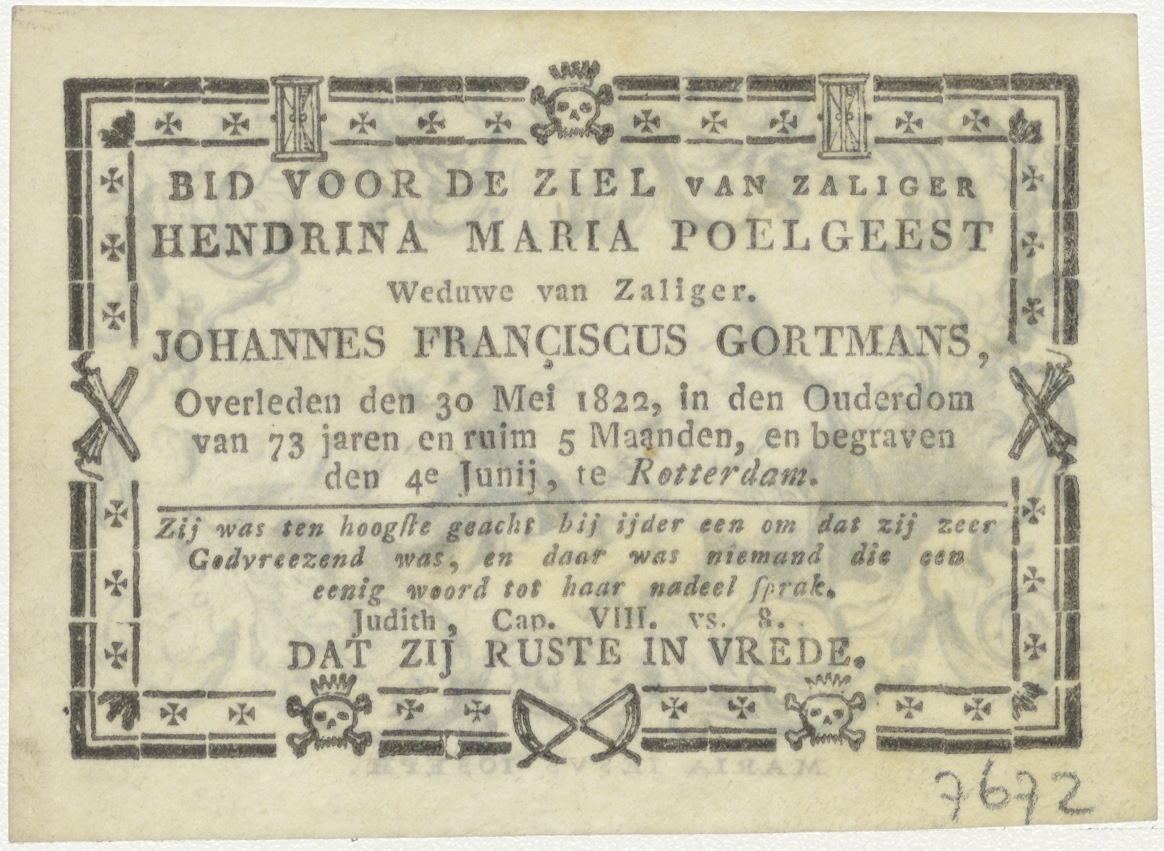 BID VOOR DE ZIEL VAN ZALIGER
HENDRINA MARIA POELGEEST
Weduwe van Zaliger.
JOHANNES FRANÇISCUS GORTMANS,
Overleden den 30 Mei 1822, in den Ouderdom
van 73 jaren en ruim 5 Maanden, en begraven
den 4e Junij, te Rotterdam.
Zij was ten hoogſte geacht bij ijder een om dat zij zeer
Godvreezend was, en daar was niemand die een
eenig woord tot haar nadeel ſprak.
Judith, Cap. VIII. vs. 8.
DAT ZIJ RUSTE IN VREDE.
MARIA IESVS IOSEPH.
7672